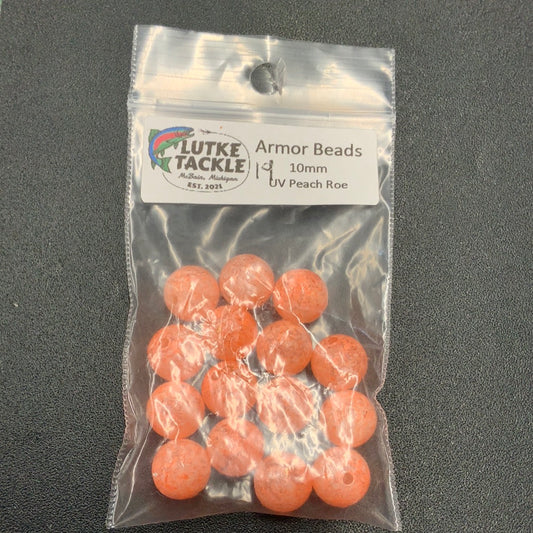 LUTKE
TACKLE
McBain, Michigan
EST. 2021
Armor Beads
19 10mm
UV Peach Roe